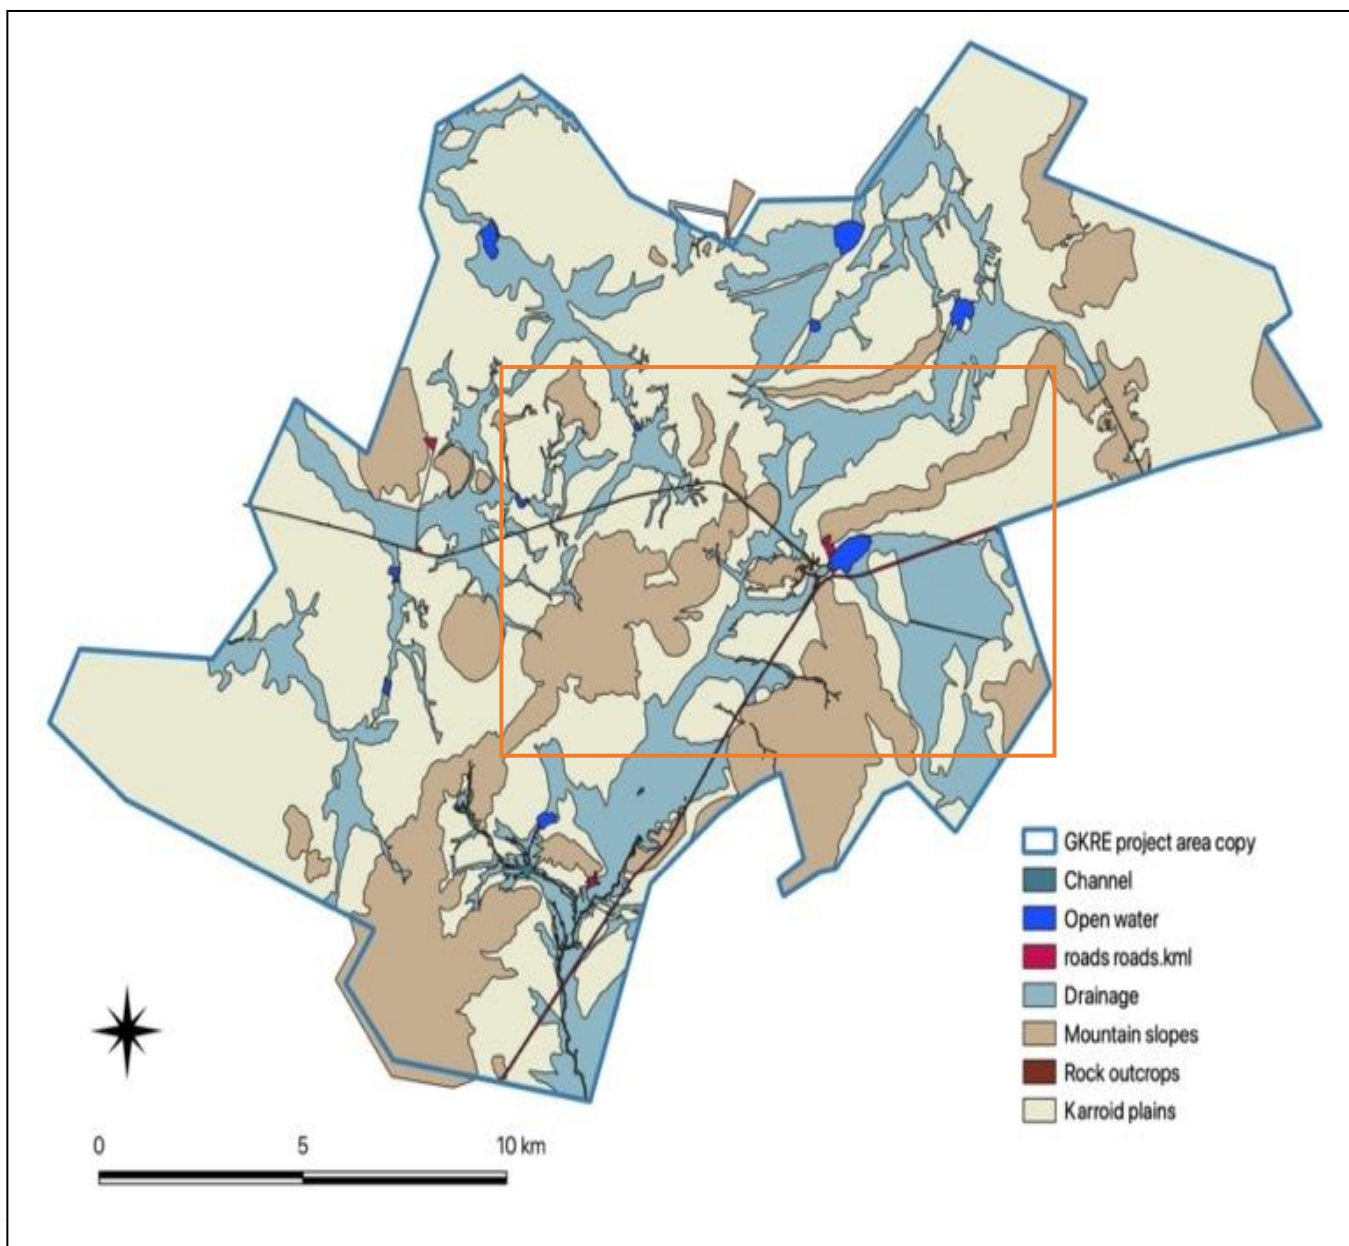 GKRE project area copy
Channel
Open water
roads roads.kml
Drainage
Mountain slopes
Rock outcrops
Karroid plains
0 5 10 km